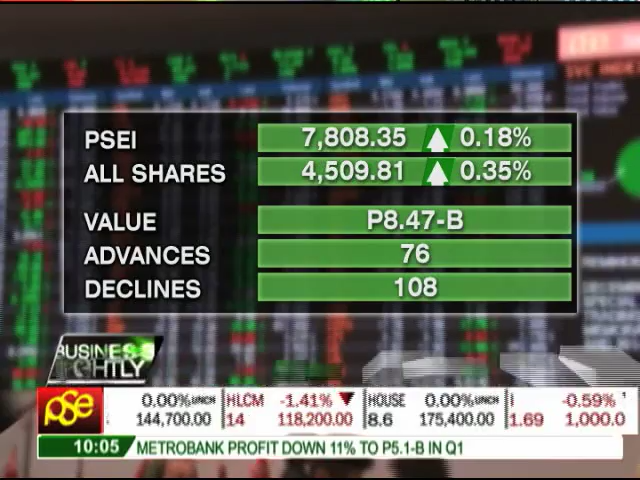 PSEI 7,808.35 0.18%
ALL SHARES 4,509.81 0.35%
VALUE P8.47-B
ADVANCES 76
DECLINES 108
BUSINESS
NIGHTLY
pse
0.00% UNCH HLCM -1.41% HOUSE 0.00% UNCH I -0.59%
144,700.00 14 118,200.00 8.6 175,400.00 1.69 1,000.0
10:05 METROBANK PROFIT DOWN 11% TO P5.1-B IN Q1